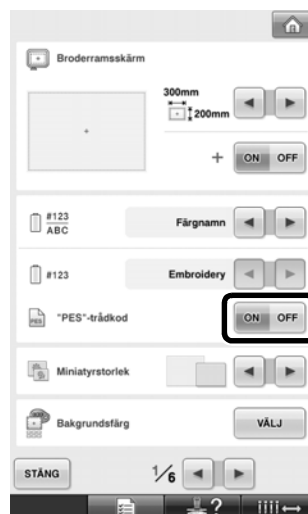 Broderramsskärm
300mm
200mm
+ ON OFF
#123
ABC
Färgnamn
#123
Embroidery
PES
"PES"-trådkod
ON OFF
Miniatyrstorlek
Bakgrundsfärg
VÄLJ
STÄNG
1/6
?